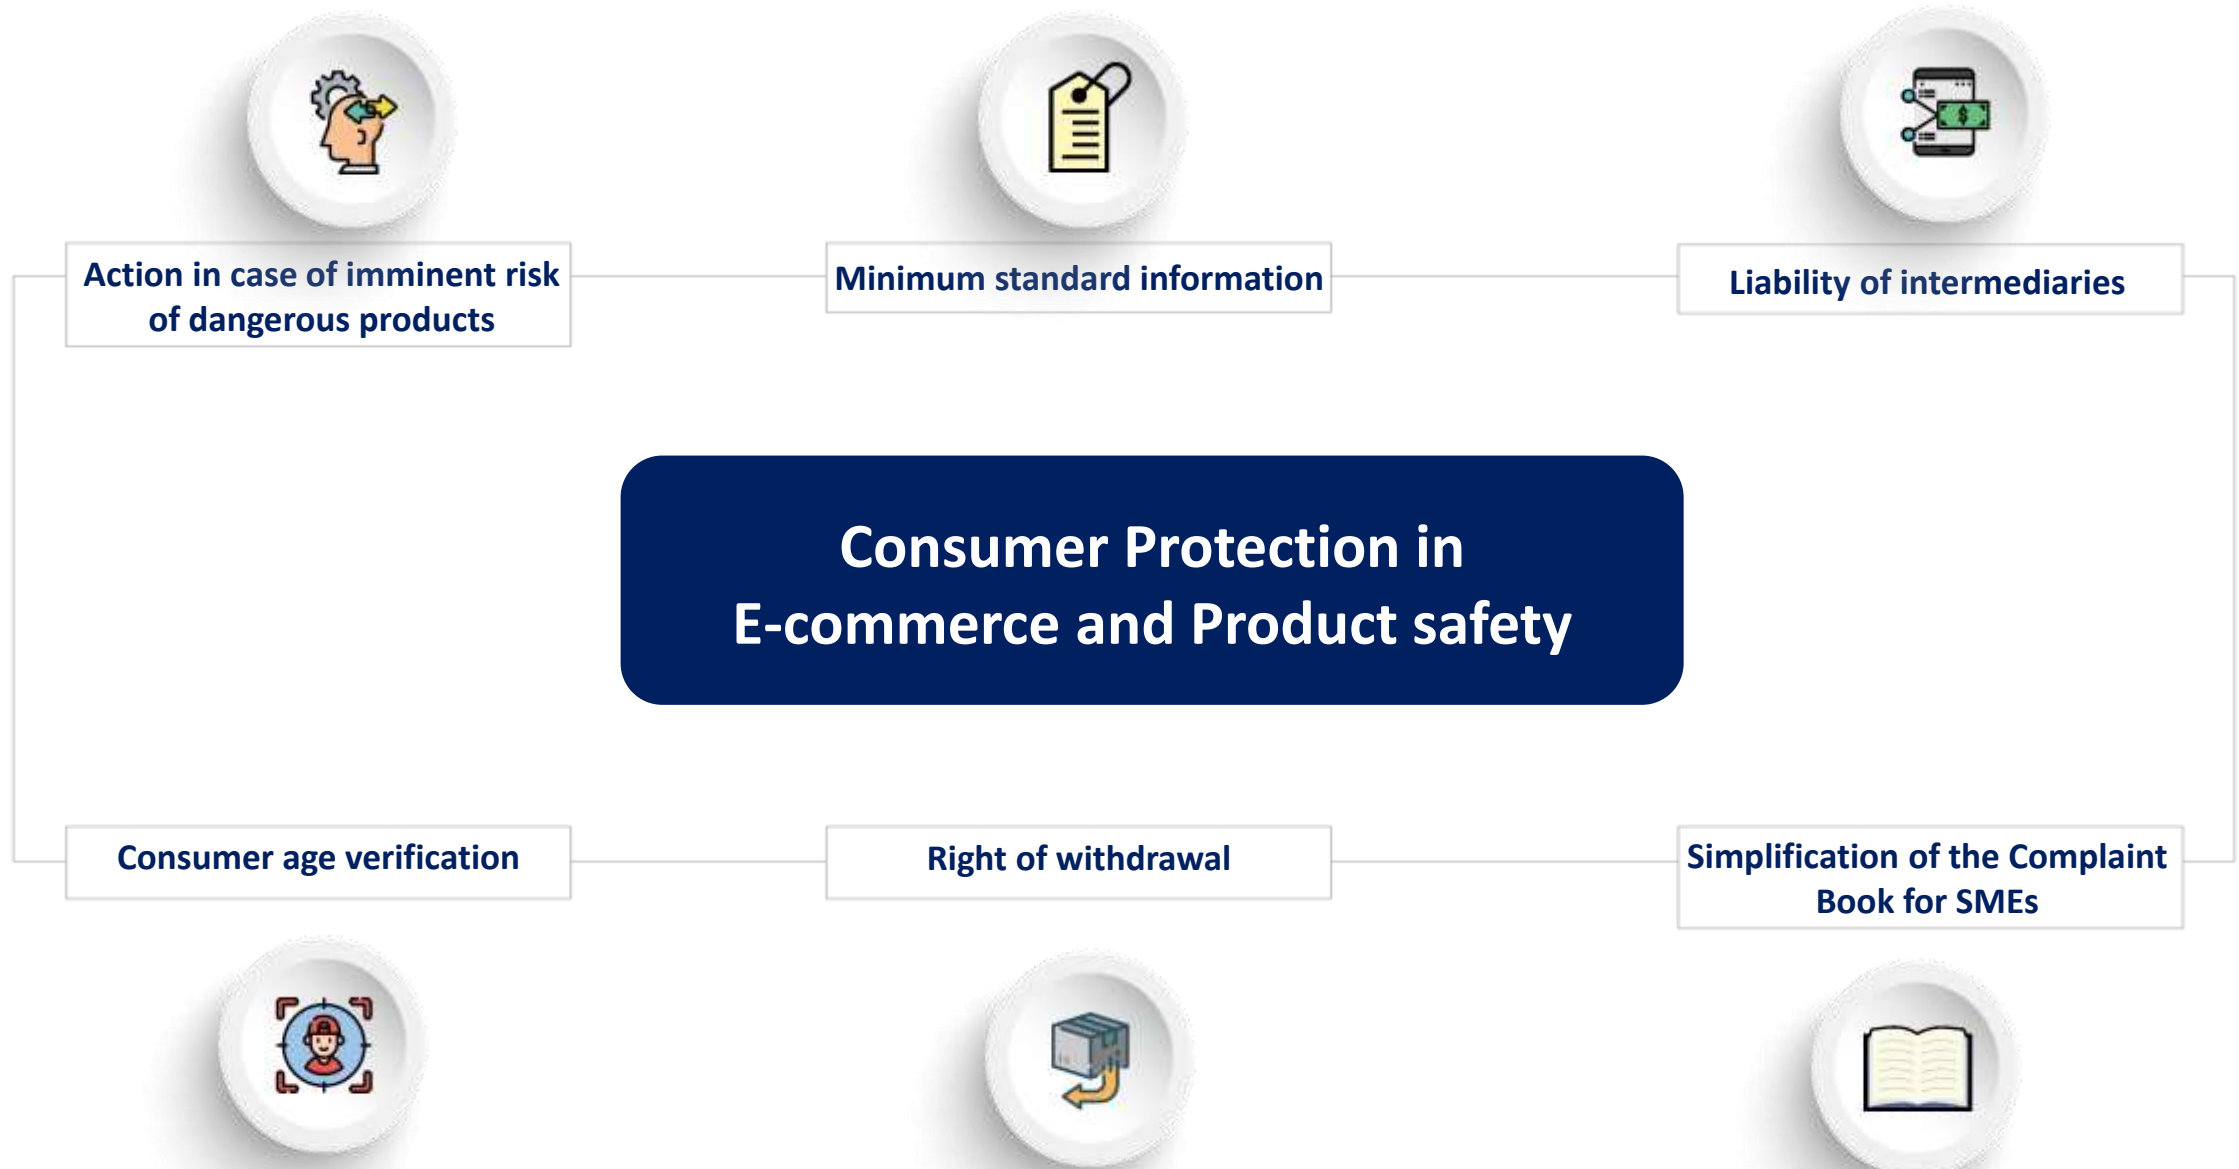 Action in case of imminent risk
of dangerous products
Minimum standard information
Liability of intermediaries
Consumer Protection in
E-commerce and Product safety
Consumer age verification
Right of withdrawal
Simplification of the Complaint
Book for SMEs